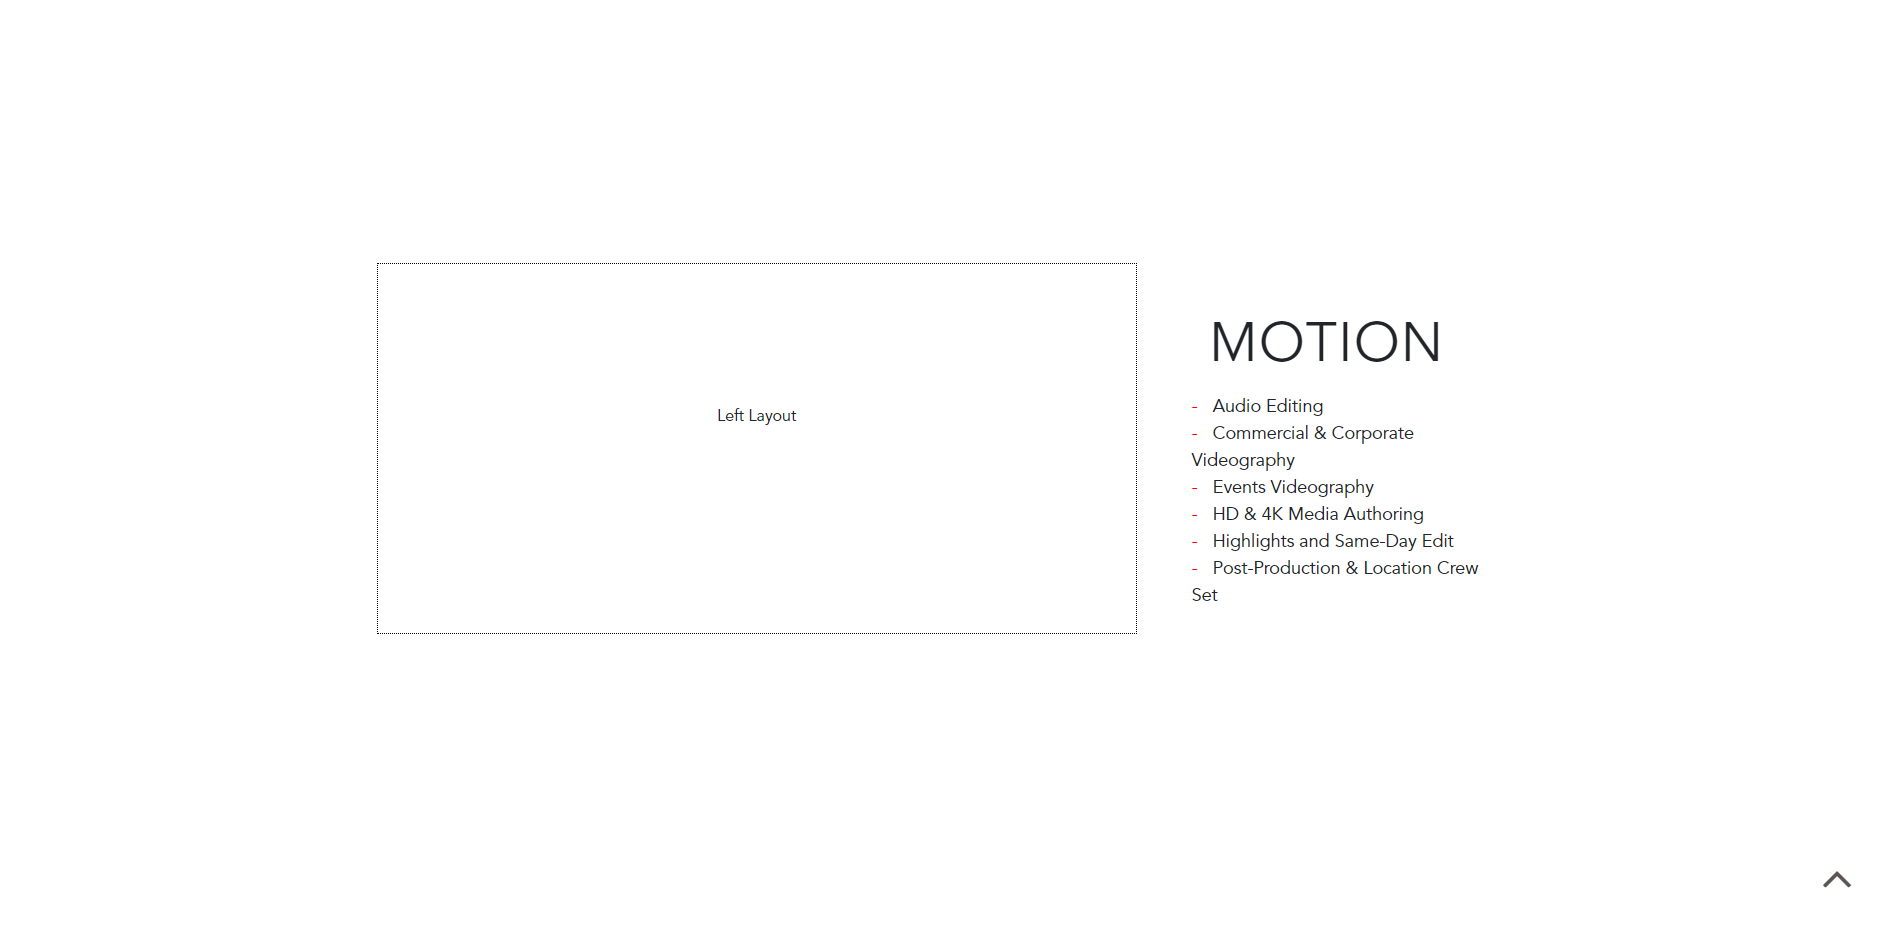 Left Layout
MOTION
- Audio Editing
- Commercial & Corporate
Videography
- Events Videography
- HD & 4K Media Authoring
- Highlights and Same-Day Edit
- Post-Production & Location Crew
Set